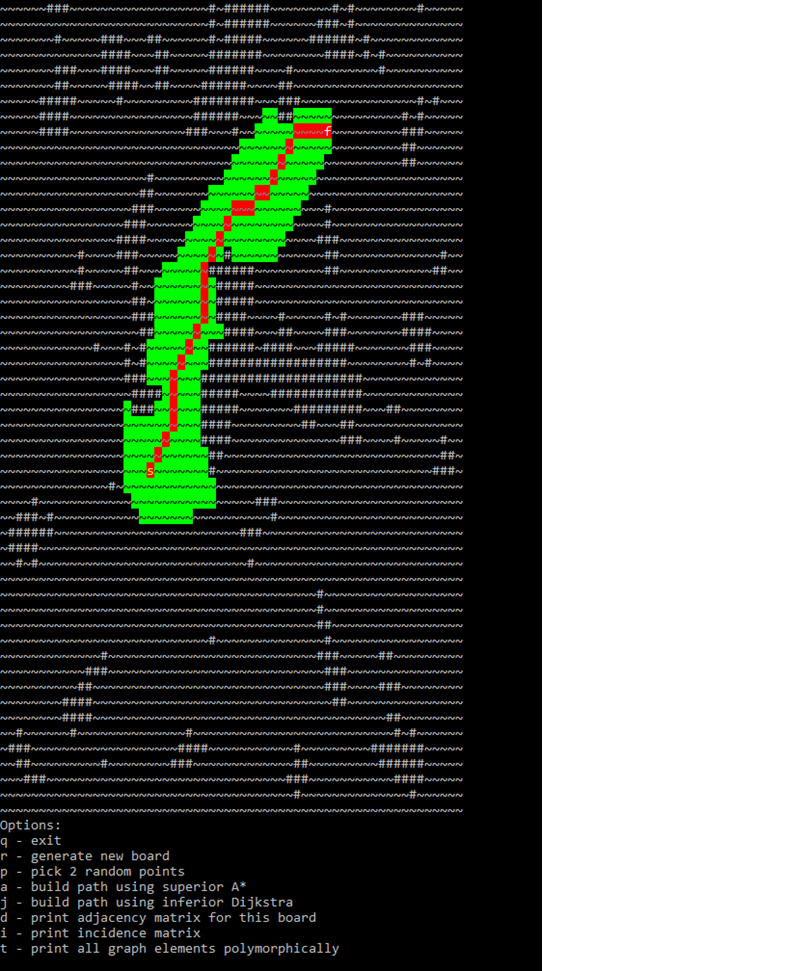 f
s
Options:
q - exit
r - generate new board
p - pick 2 random points
a - build path using superior A*
j - build path using inferior Dijkstra
d - print adjacency matrix for this board
i - print incidence matrix
t - print all graph elements polymorphically